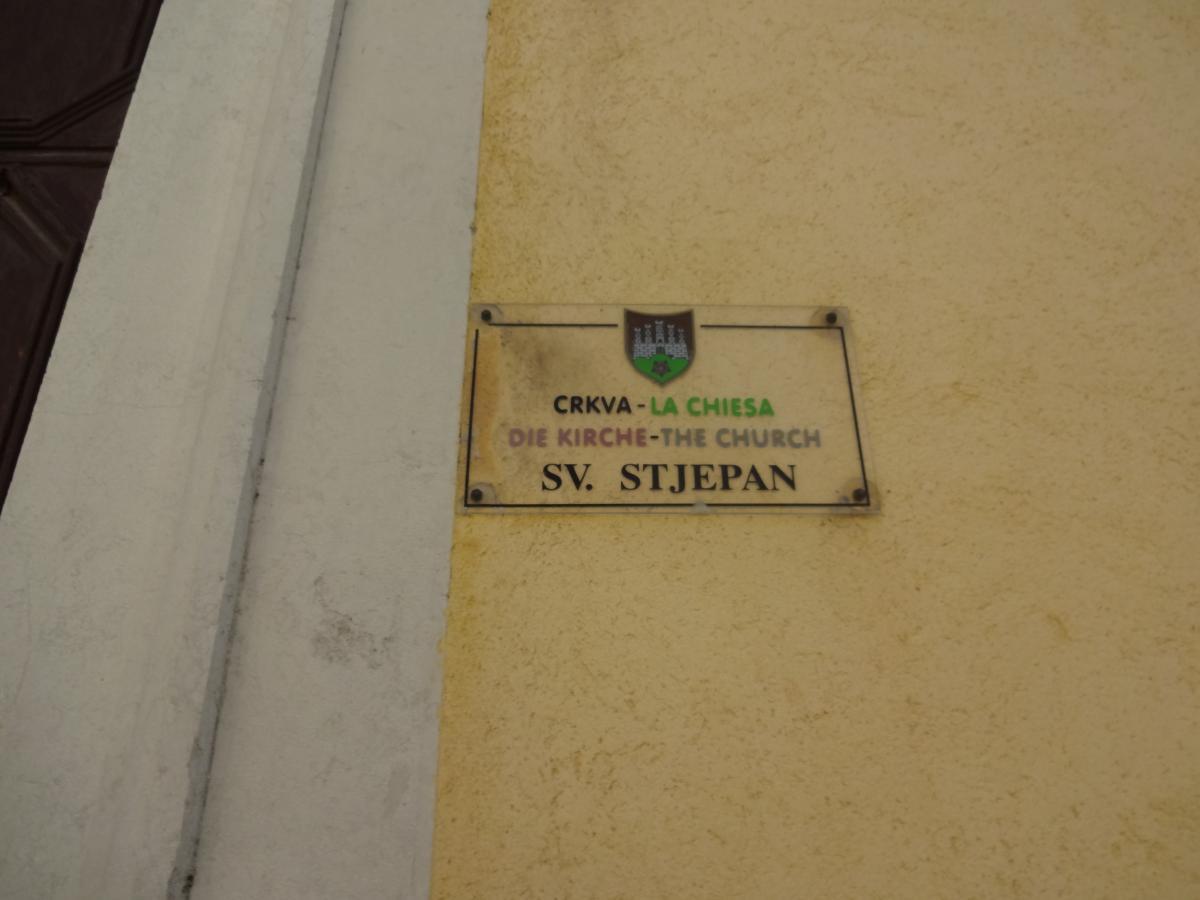 CRKVA - LA CHIESA
DIE KIRCHE - THE CHURCH
SV. STJEPAN